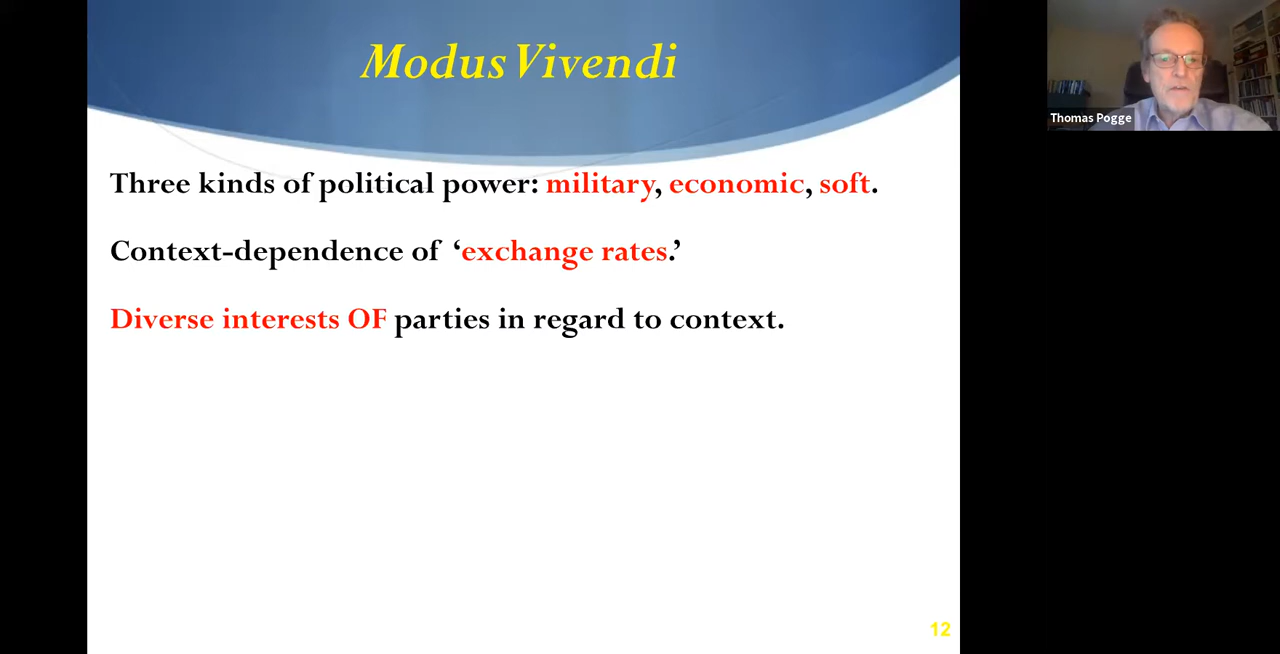 Modus Vivendi
Thomas Pogge
Three kinds of political power: military, economic, soft.
Context-dependence of ‘exchange rates.’
Diverse interests OF parties in regard to context.
12